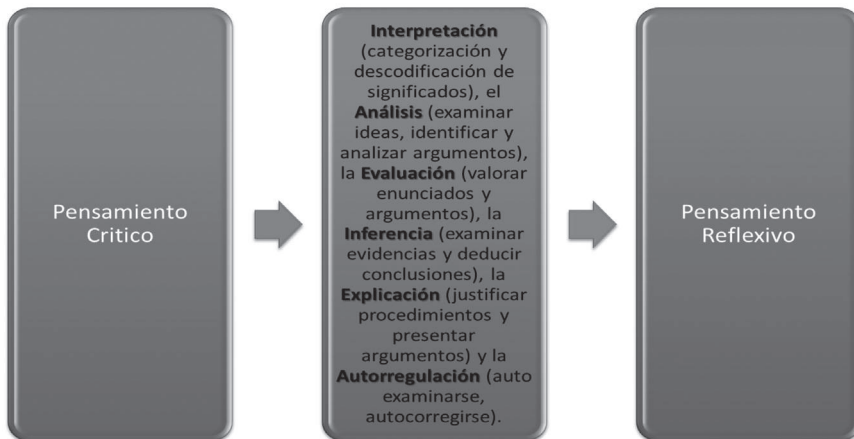 Pensamiento
Critico
Interpretación
(categorización y
descodificación de
significados), el
Análisis (examinar
ideas, identificar y
analizar argumentos),
la Evaluación (valorar
enunciados y
argumentos), la
Inferencia (examinar
evidencias y deducir
conclusiones), la
Explicación (justificar
procedimientos y
presentar
argumentos) y la
Autorregulación (auto
examinarse,
autocorregirse).
Pensamiento
Reflexivo